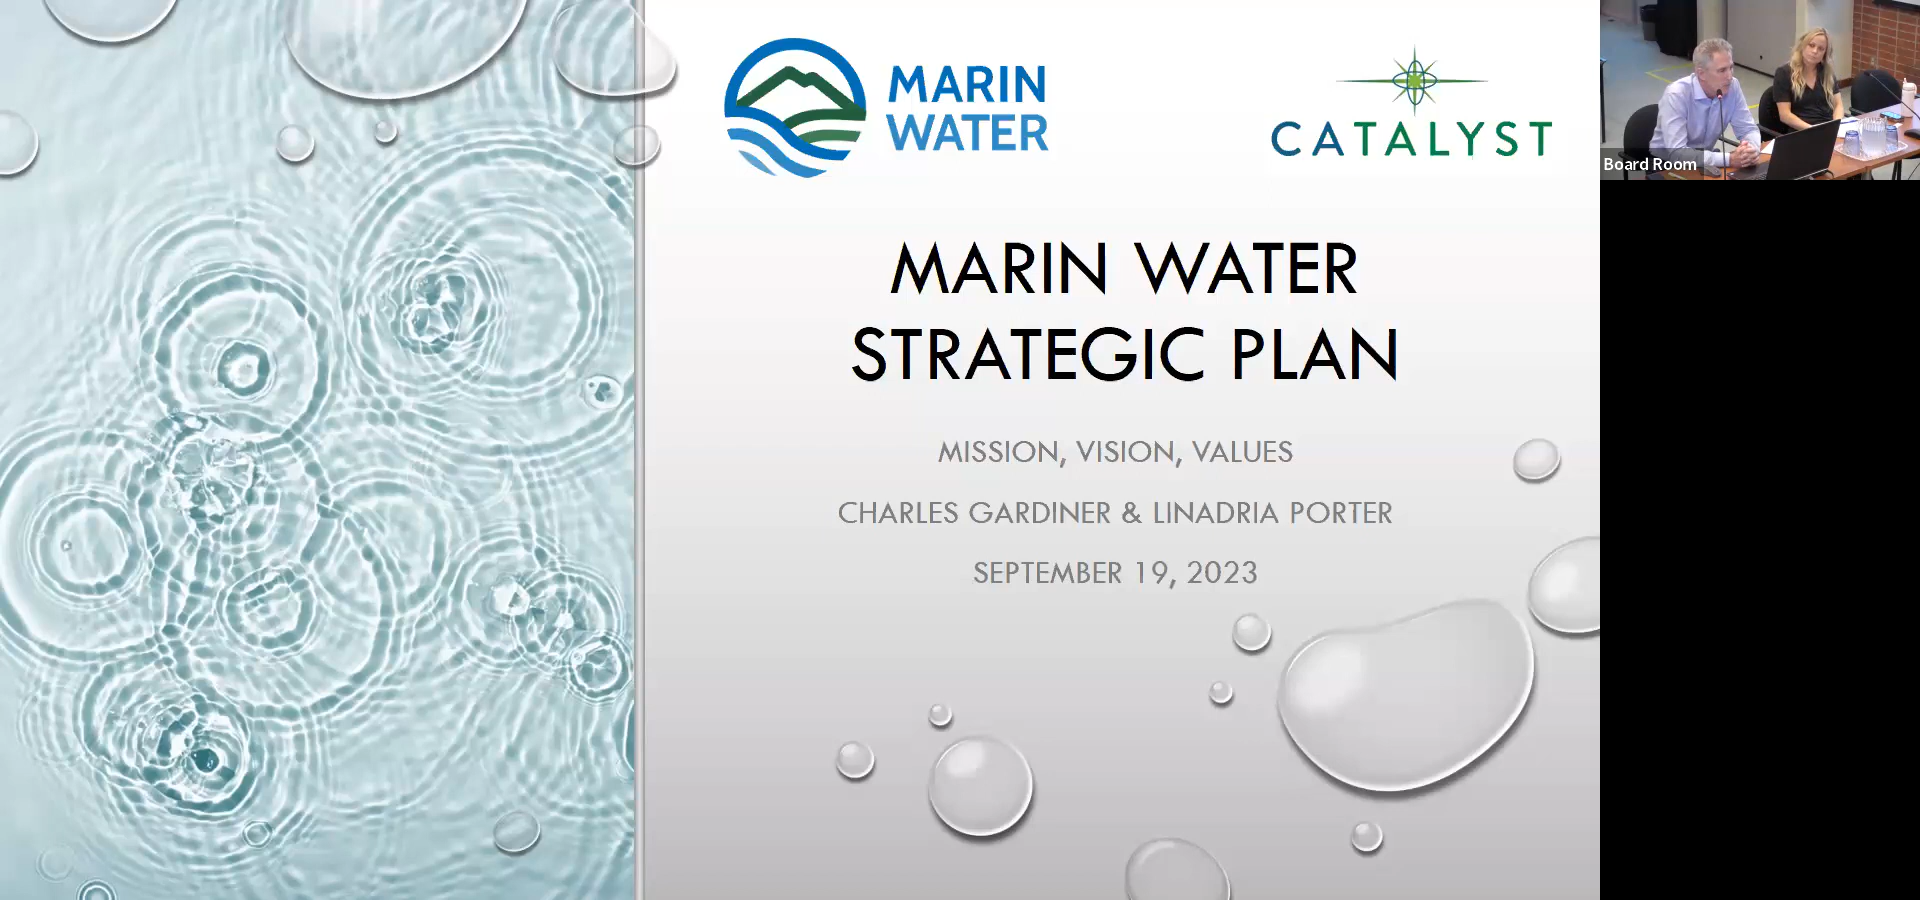 MARIN
WATER
CATALYST
Board Room
MARIN WATER
STRATEGIC PLAN
MISSION, VISION, VALUES
CHARLES GARDINER & LINADRIA PORTER
SEPTEMBER 19, 2023